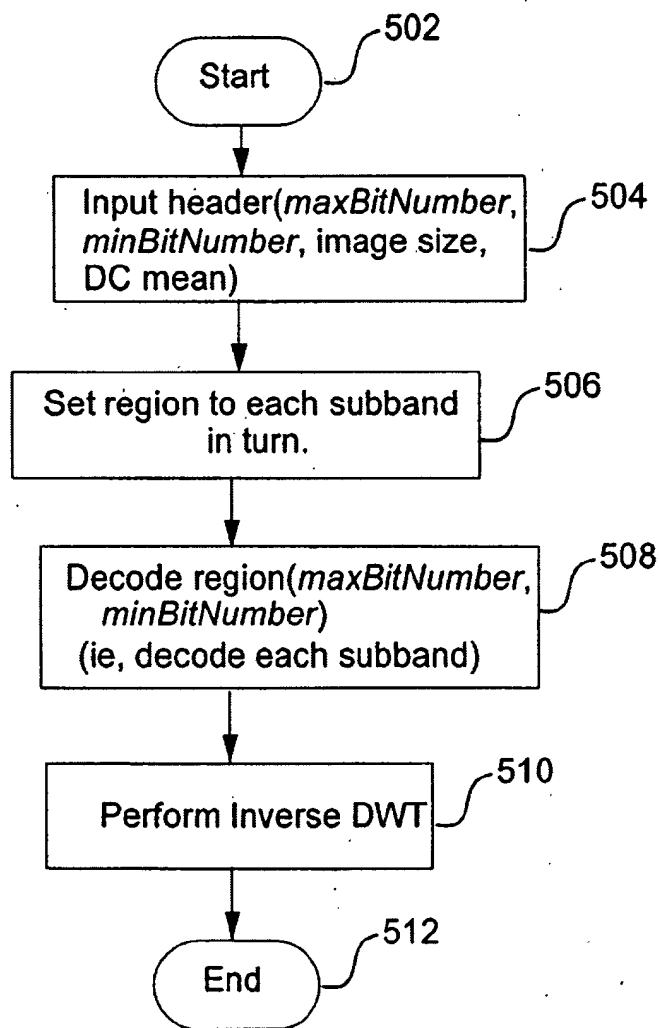 502
Start
Input header(maxBitNumber,
minBitNumber, image size,
DC mean)
504
Set region to each subband
in turn.
506
Decode region(maxBitNumber,
minBitNumber)
(ie, decode each subband)
508
Perform Inverse DWT
510
End
512